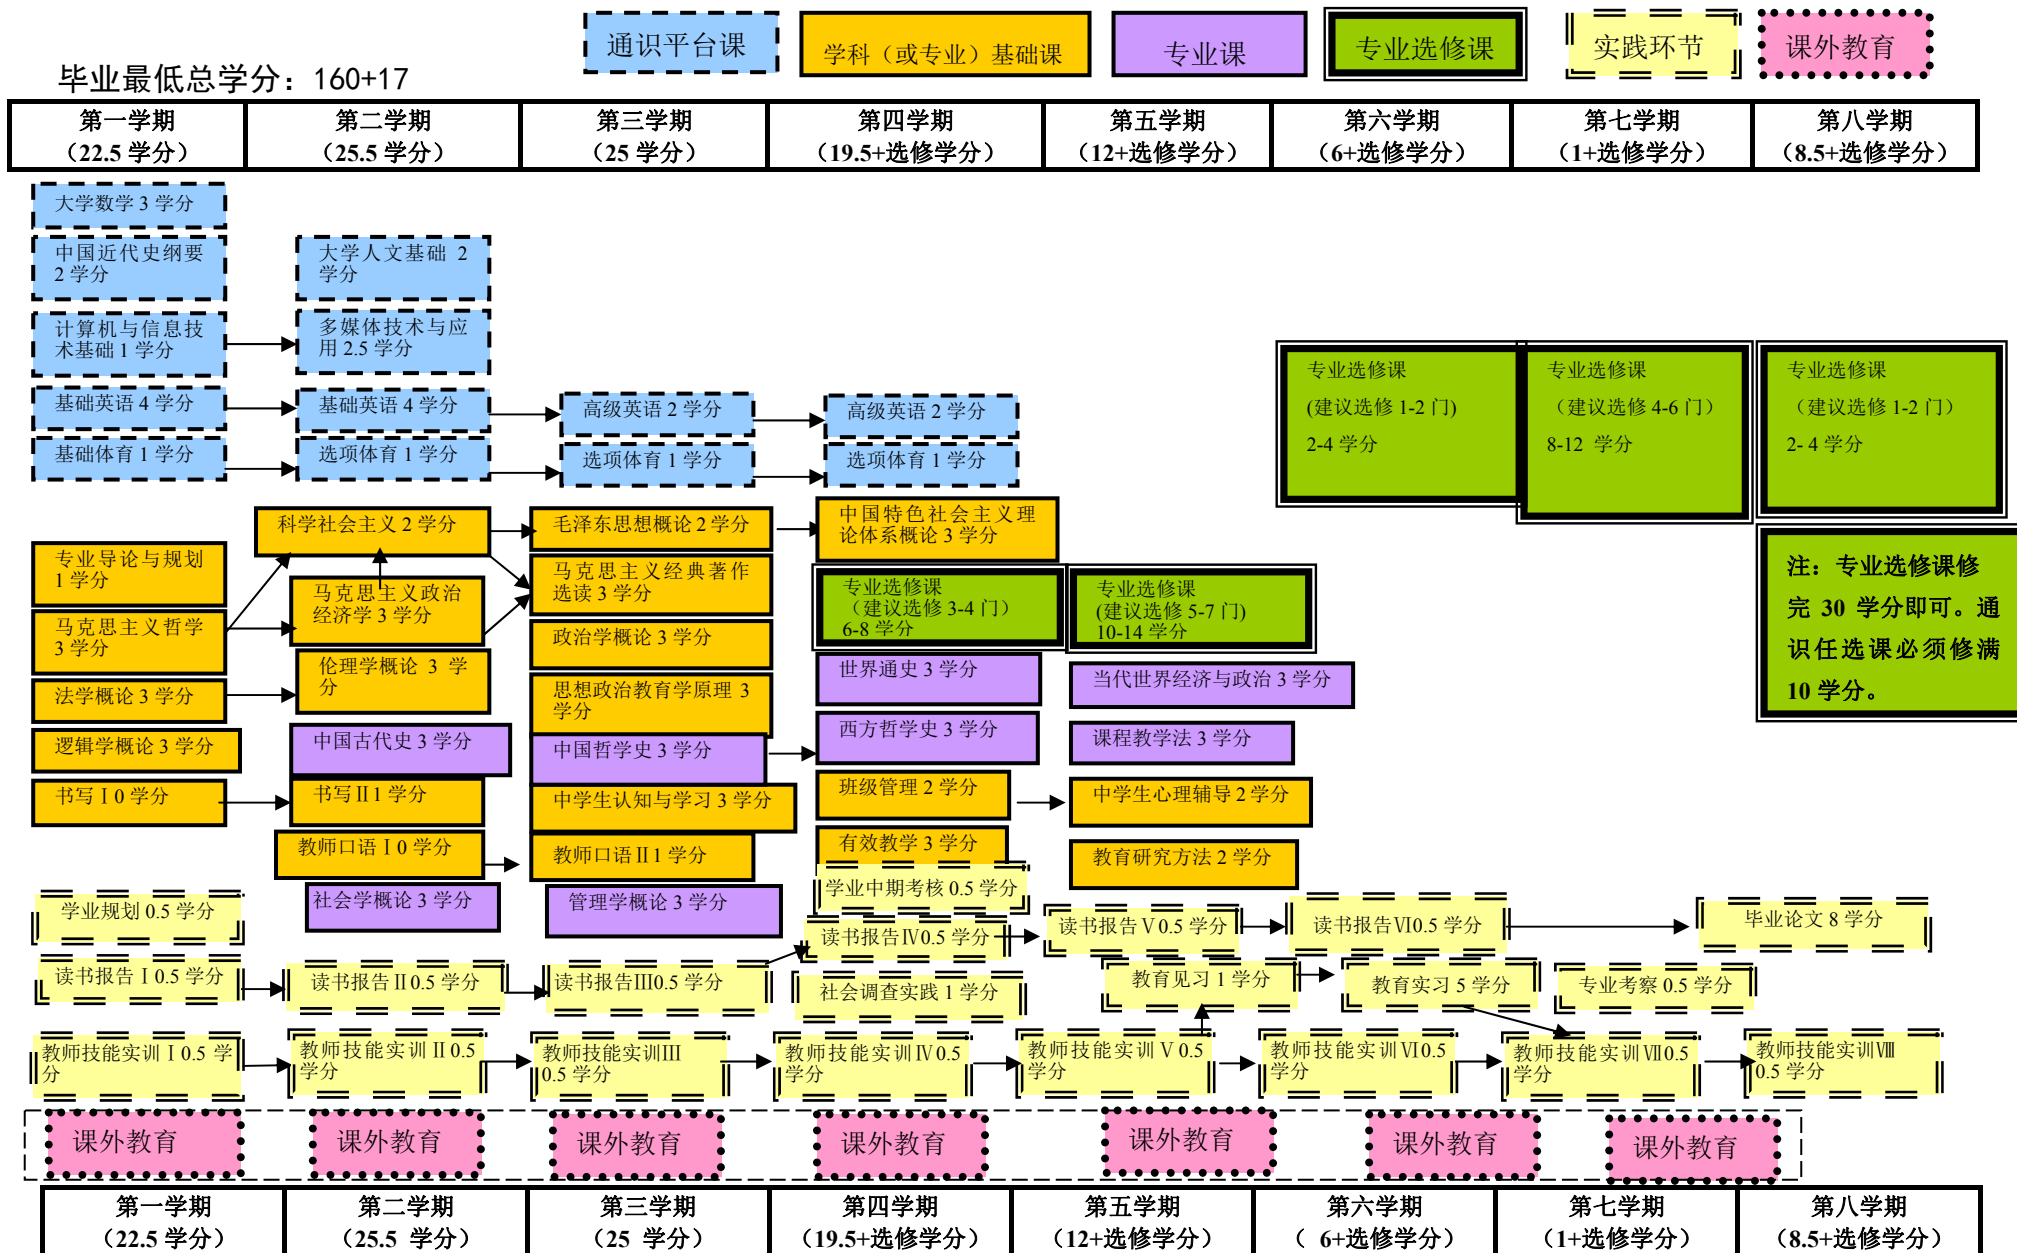 通识平台课
学科（或专业）基础课
专业课
专业选修课
实践环节
课外教育
毕业最低总学分：160+17
第一学期
（22.5 学分）
第二学期
（25.5 学分）
第三学期
（25 学分）
第四学期
（19.5+选修学分）
第五学期
（12+选修学分）
第六学期
（6+选修学分）
第七学期
（1+选修学分）
第八学期
（8.5+选修学分）
大学数学 3 学分
中国近代史纲要
2 学分
大学人文基础 2
学分
计算机与信息技
术基础 1 学分
多媒体技术与应
用 2.5 学分
基础英语 4 学分
基础英语 4 学分
高级英语 2 学分
高级英语 2 学分
基础体育 1 学分
选项体育 1 学分
选项体育 1 学分
选项体育 1 学分
专业选修课
(建议选修 1-2 门)
2-4 学分
专业选修课
（建议选修 4-6 门）
8-12 学分
专业选修课
（建议选修 1-2 门）
2- 4 学分
科学社会主义 2 学分
毛泽东思想概论 2 学分
中国特色社会主义理
论体系概论 3 学分
专业导论与规划
1 学分
马克思主义政治
经济学 3 学分
马克思主义经典著作
选读 3 学分
专业选修课
（建议选修 3-4 门）
6-8 学分
专业选修课
(建议选修 5-7 门)
10-14 学分
注：专业选修课修
完 30 学分即可。通
识任选课必须修满
10 学分。
马克思主义哲学
3 学分
伦理学概论 3 学
分
政治学概论 3 学分
世界通史 3 学分
当代世界经济与政治 3 学分
法学概论 3 学分
思想政治教育学原理 3
学分
逻辑学概论 3 学分
中国古代史 3 学分
中国哲学史 3 学分
西方哲学史 3 学分
课程教学法 3 学分
书写Ⅰ0 学分
书写Ⅱ1 学分
中学生认知与学习 3 学分
班级管理 2 学分
中学生心理辅导 2 学分
教师口语Ⅰ0 学分
教师口语Ⅱ1 学分
有效教学 3 学分
教育研究方法 2 学分
社会学概论 3 学分
管理学概论 3 学分
学业中期考核 0.5 学分
学业规划 0.5 学分
读书报告Ⅳ0.5 学分
读书报告Ⅴ0.5 学分
读书报告Ⅵ0.5 学分
毕业论文 8 学分
读书报告Ⅰ0.5 学分
读书报告Ⅱ0.5 学分
读书报告Ⅲ0.5 学分
社会调查实践 1 学分
教育见习 1 学分
教育实习 5 学分
专业考察 0.5 学分
教师技能实训Ⅰ0.5 学
分
教师技能实训Ⅱ0.5
学分
教师技能实训Ⅲ
0.5 学分
教师技能实训Ⅳ0.5
学分
教师技能实训Ⅴ0.5
学分
教师技能实训Ⅵ0.5
学分
教师技能实训Ⅶ0.5
学分
教师技能实训Ⅷ
0.5 学分
课外教育
课外教育
课外教育
课外教育
课外教育
课外教育
课外教育
第一学期
（22.5 学分）
第二学期
（25.5 学分）
第三学期
（25 学分）
第四学期
（19.5+选修学分）
第五学期
（12+选修学分）
第六学期
（ 6+选修学分）
第七学期
（1+选修学分）
第八学期
（8.5+选修学分）